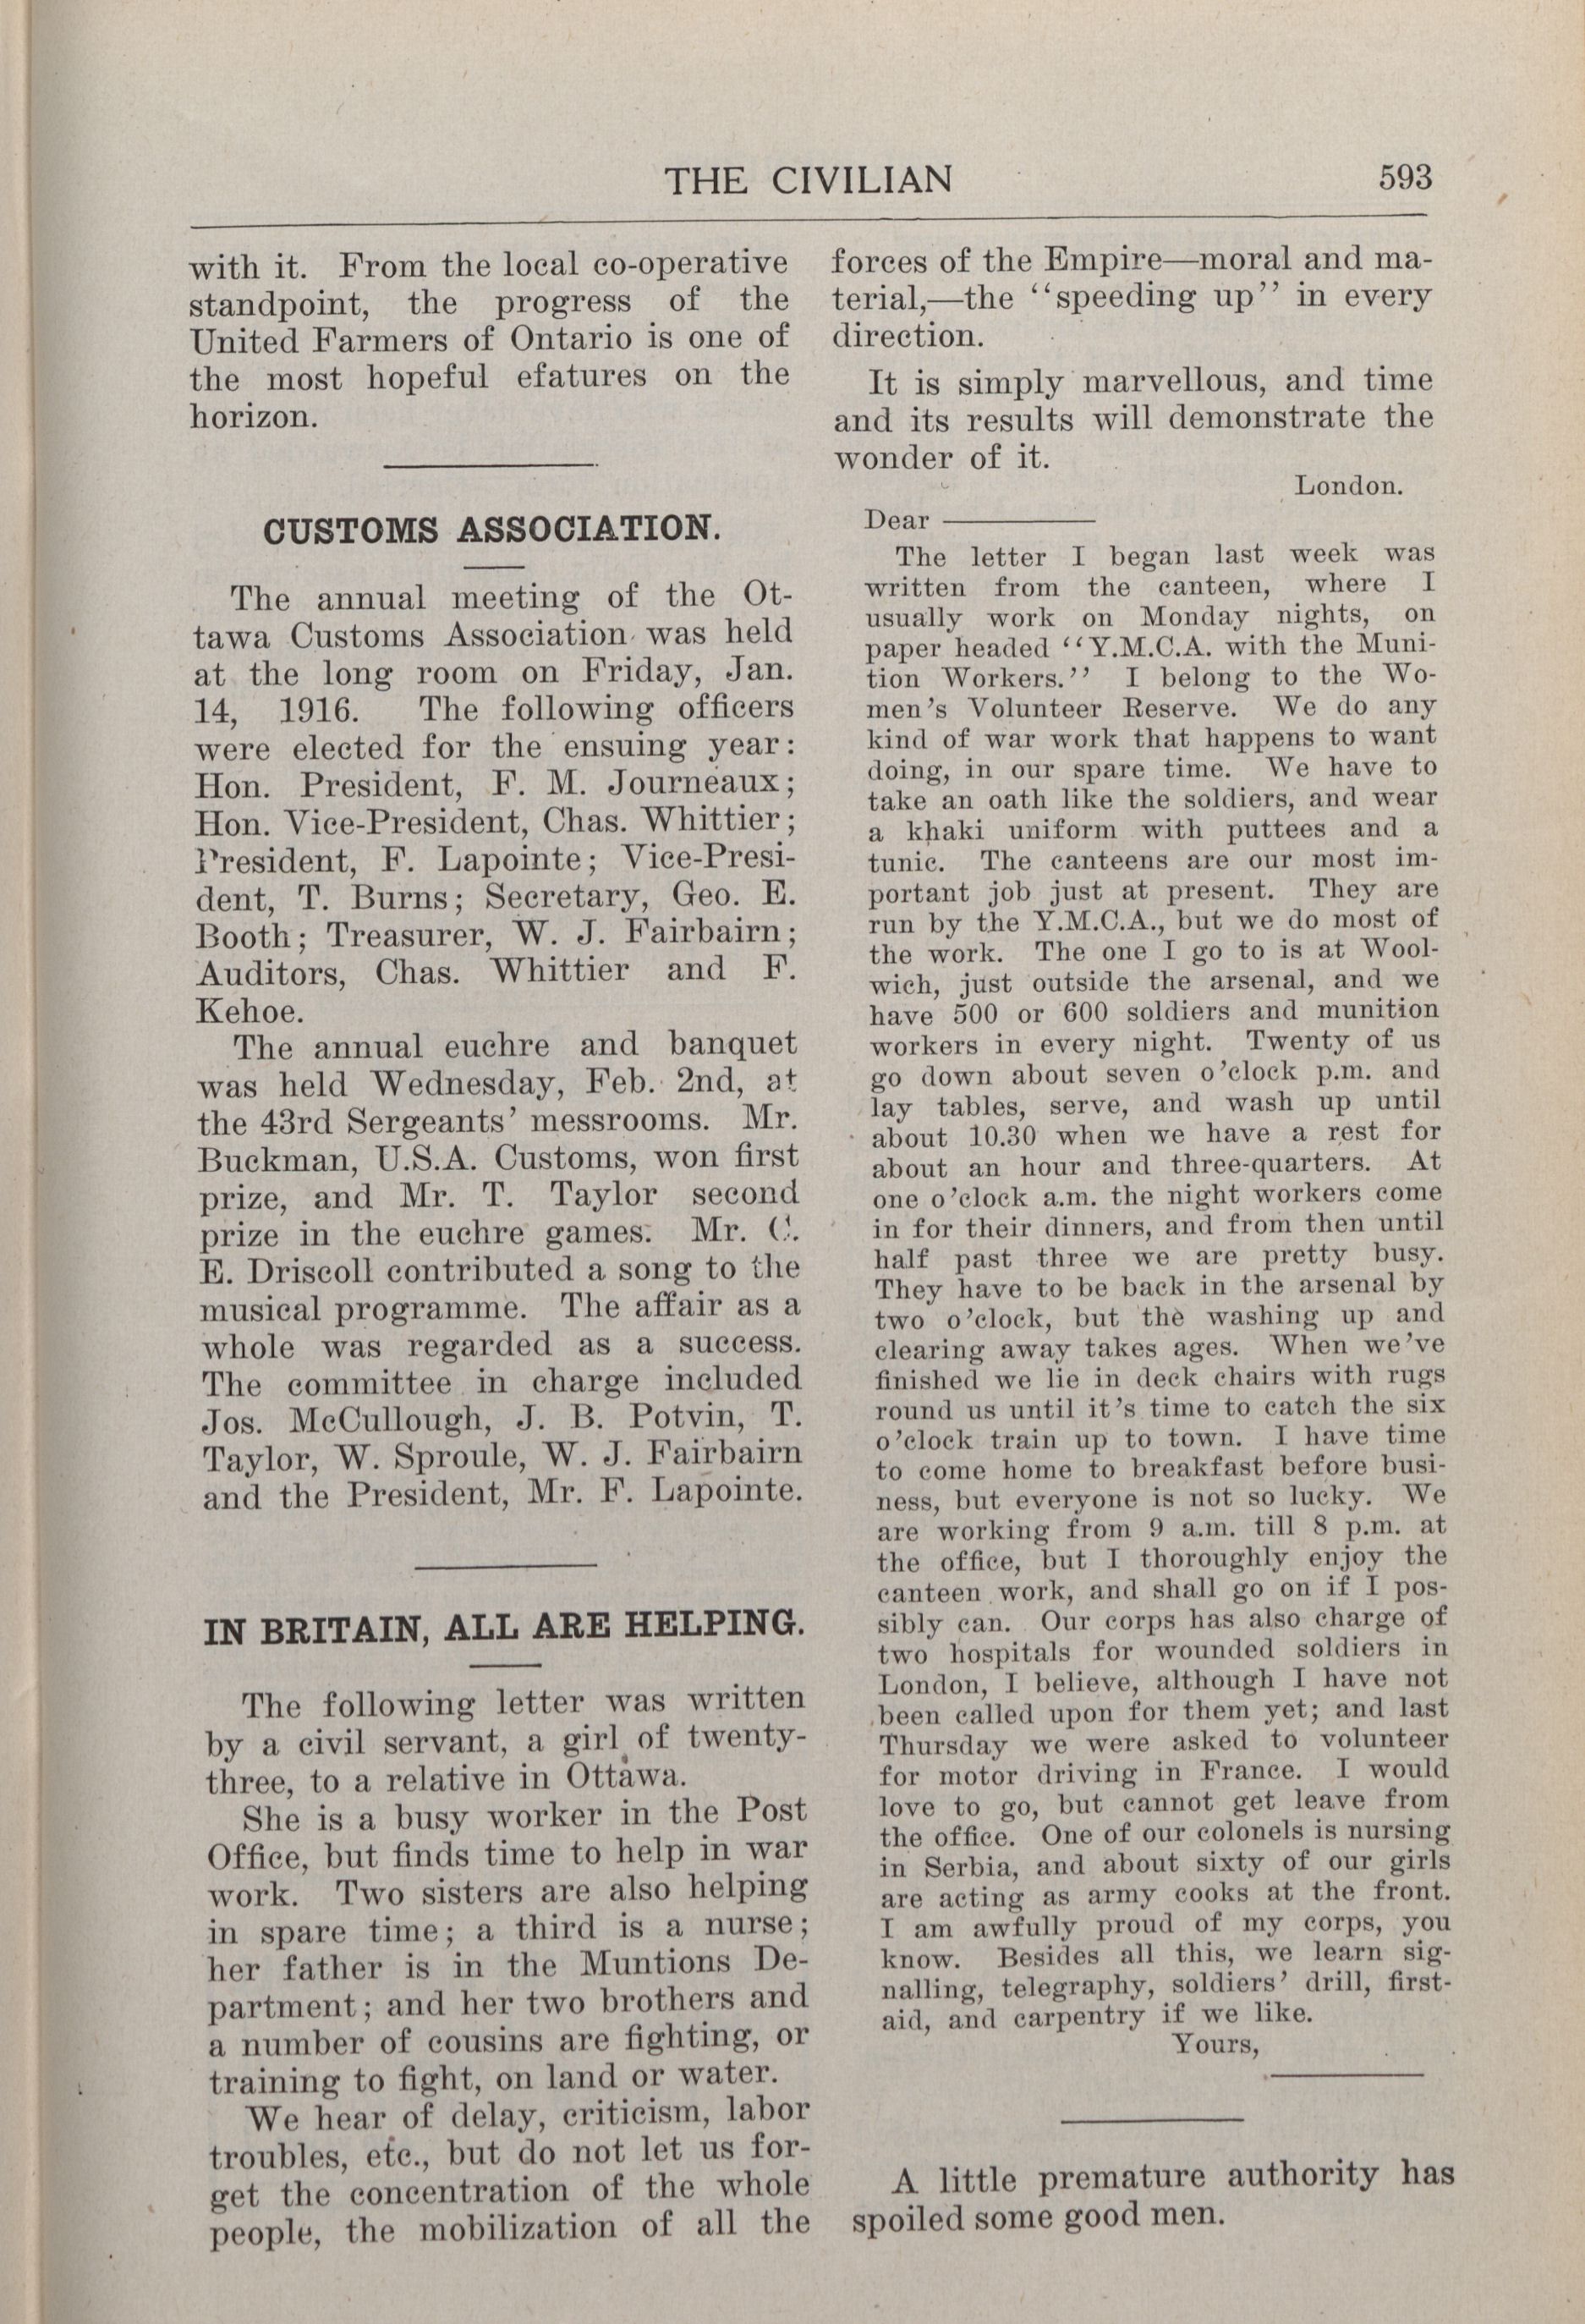 THE CIVILIAN
593
with it. From the local co-operative
standpoint, the progress of the
United Farmers of Ontario is one of
the most hopeful efatures on the
horizon.
CUSTOMS ASSOCIATION.
The annual meeting of the Ot-
tawa Customs Association was held
at the long room on Friday, Jan.
14, 1916. The following officers
were elected for the ensuing year:
Hon. President, F. M. Journeaux;
Hon. Vice-President, Chas. Whittier;
President, F. Lapointe; Vice-Presi-
dent, T. Burns; Secretary, Geo. E.
Booth; Treasurer, W. J. Fairbairn;
Auditors, Chas. Whittier and F.
Kehoe.
The annual euchre and banquet
was held Wednesday, Feb. 2nd, at
the 43rd Sergeants' messrooms. Mr.
Buckman, U.S.A. Customs, won first
prize, and Mr. T. Taylor second
prize in the euchre games. Mr. C.
E. Driscoll contributed a song to the
musical programme. The affair as a
whole was regarded as a success.
The committee in charge included
Jos. McCullough, J. B. Potvin, T.
Taylor, W. Sproule, W. J. Fairbairn
and the President, Mr. F. Lapointe.
IN BRITAIN, ALL ARE HELPING.
The following letter was written
by a civil servant, a girl of twenty-
three, to a relative in Ottawa.
She is a busy worker in the Post
Office, but finds time to help in war
work. Two sisters are also helping
in spare time; a third is a nurse;
her father is in the Muntions De-
partment; and her two brothers and
a number of cousins are fighting, or
training to fight, on land or water.
We hear of delay, criticism, labor
troubles, etc., but do not let us for-
get the concentration of the whole
people, the mobilization of all the
forces of the Empire—moral and ma-
terial,—the ''speeding up'' in every
direction.
It is simply marvellous, and time
and its results will demonstrate the
wonder of it.
London.
Dear ———
The letter I began last week was
written from the canteen, where I
usually work on Monday nights, on
paper headed ''Y.M.C.A. with the Muni-
tion Workers.'' I belong to the Wo-
men's Volunteer Reserve. We do any
kind of war work that happens to want
doing, in our spare time. We have to
take an oath like the soldiers, and wear
a khaki uniform with puttees and a
tunic. The canteens are our most im-
portant job just at present. They are
run by the Y.M.C.A., but we do most of
the work. The one I go to is at Wool-
wich, just outside the arsenal, and we
have 500 or 600 soldiers and munition
workers in every night. Twenty of us
go down about seven o'clock p.m. and
lay tables, serve, and wash up until
about 10.30 when we have a rest for
about an hour and three-quarters. At
one o'clock a.m. the night workers come
in for their dinners, and from then until
half past three we are pretty busy.
They have to be back in the arsenal by
two o'clock, but the washing up and
clearing away takes ages. When we've
finished we lie in deck chairs with rugs
round us until it's time to catch the six
o'clock train up to town. I have time
to come home to breakfast before busi-
ness, but everyone is not so lucky. We
are working from 9 a.m. till 8 p.m. at
the office, but I thoroughly enjoy the
canteen work, and shall go on if I pos-
sibly can. Our corps has also charge of
two hospitals for wounded soldiers in
London, I believe, although I have not
been called upon for them yet; and last
Thursday we were asked to volunteer
for motor driving in France. I would
love to go, but cannot get leave from
the office. One of our colonels is nursing
in Serbia, and about sixty of our girls
are acting as army cooks at the front.
I am awfully proud of my corps, you
know. Besides all this, we learn sig-
nalling, telegraphy, soldiers' drill, first-
aid, and carpentry if we like.
Yours,
A little premature authority has
spoiled some good men.